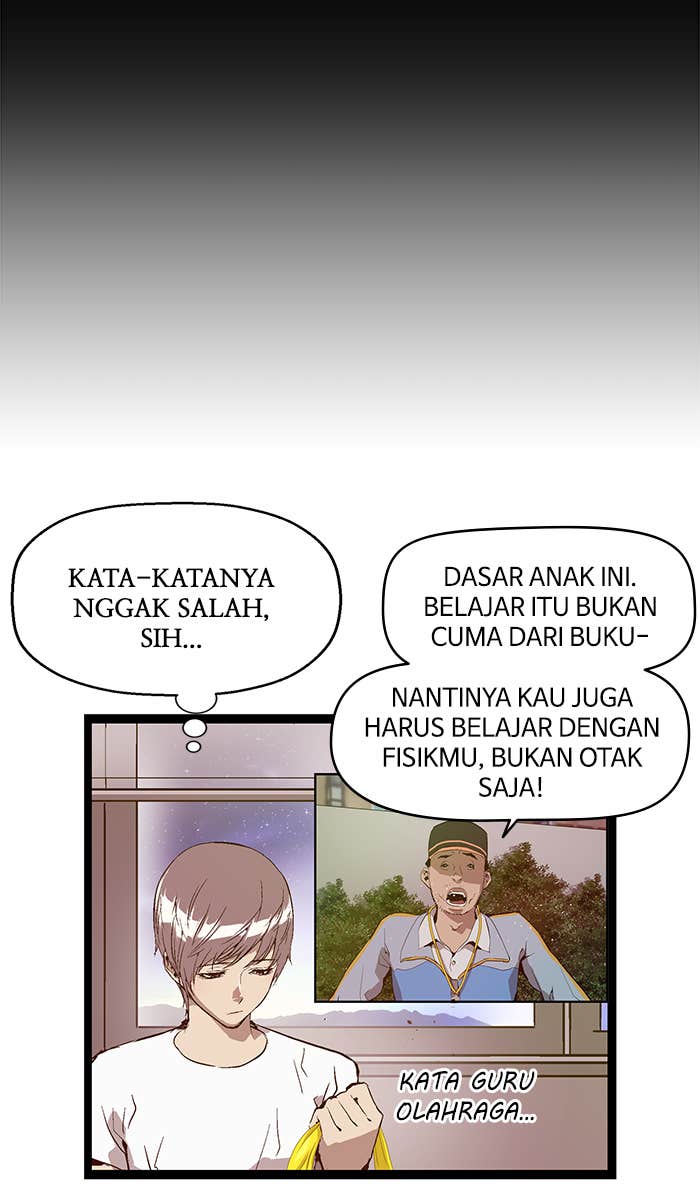 KATA-KATANYA
NGGAK SALAH,
SIH...
DASAR ANAK INI.
BELAJAR ITU BUKAN
CUMA DARI BUKU-
NANTINYA KAU JUGA
HARUS BELAJAR DENGAN
FISIKMU, BUKAN OTAK
SAJA!
KATA GURU
OLAHRAGA...